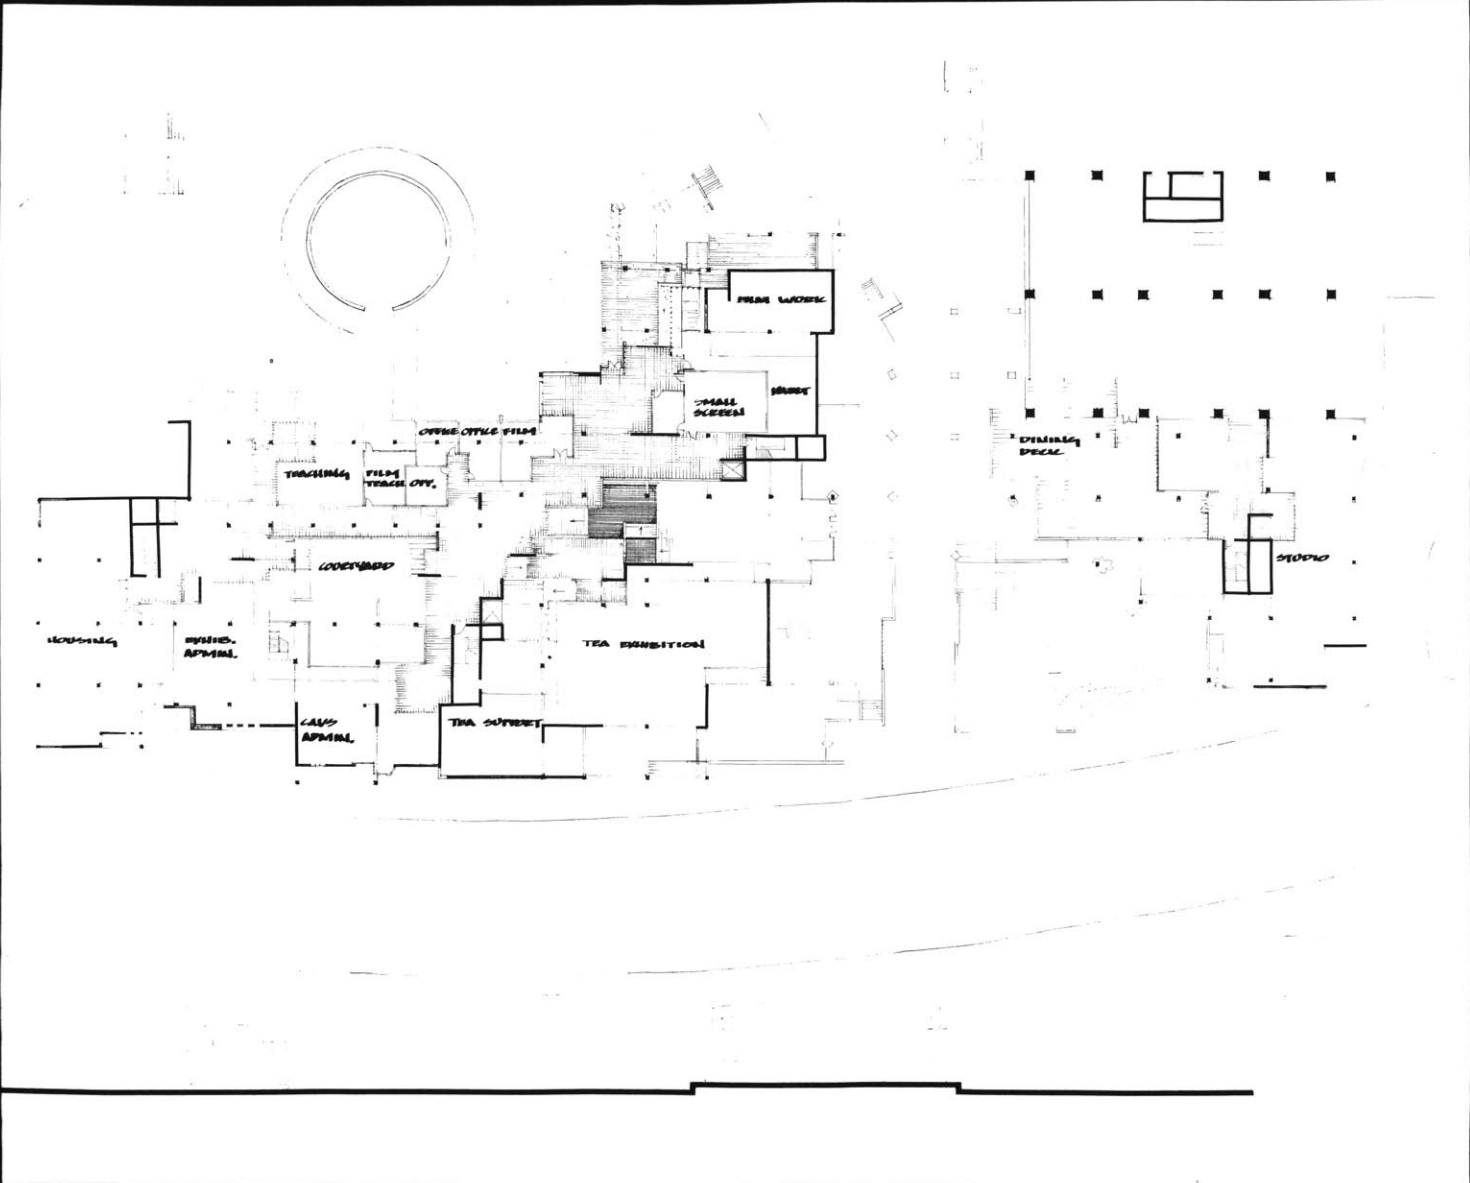 FILM WORK
SMALL
SCREEN
OFFICE OFFICE FILM
DINING
DECK
TEACHING
FILM
TEACH OFF.
COURTYARD
STUDIO
HOUSING
EXHIB.
ADMIN.
TEA EXHIBITION
CAVS
ADMIN.
TEA SUPPORT